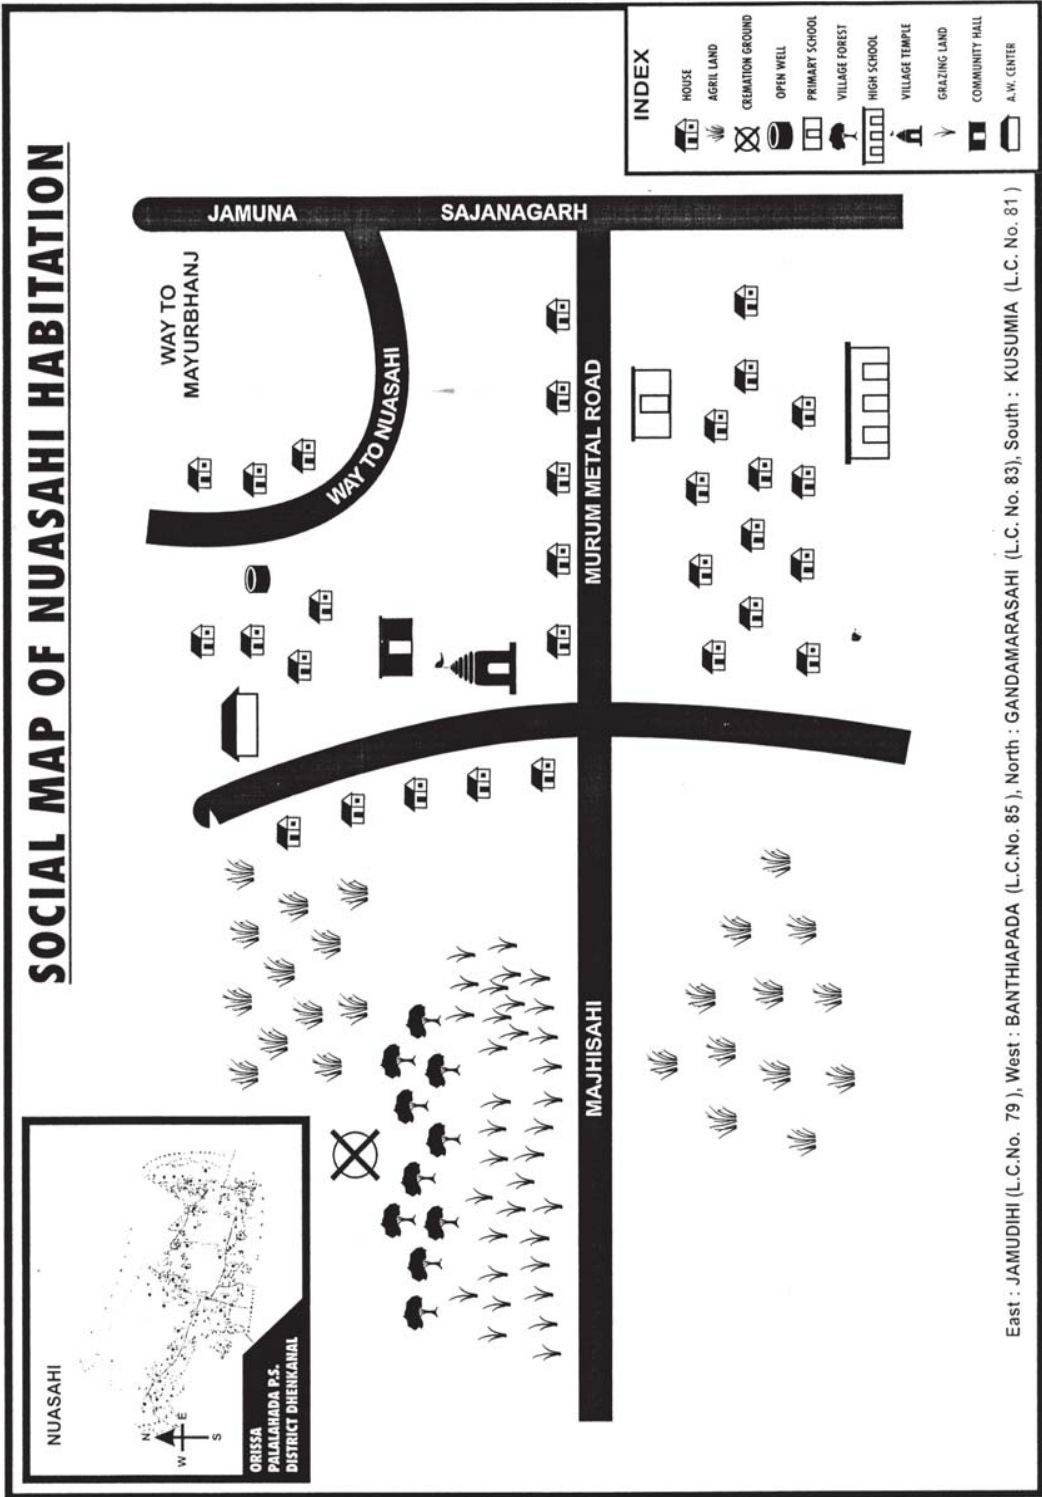 SOCIAL MAP OF NUASAHI HABITATION
NUASAHI
N
W
E
S
ORISSA
PALALAHADA P.S.
DISTRICT DHENKANAL
WAY TO
MAYURBHANJ
JAMUNA
SAJANAGARH
WAY TO NUASAHI
MURUM METAL ROAD
MAJHISAHI
INDEX
HOUSE
AGRIL LAND
CREMATION GROUND
OPEN WELL
PRIMARY SCHOOL
VILLAGE FOREST
HIGH SCHOOL
VILLAGE TEMPLE
GRAZING LAND
COMMUNITY HALL
A.W. CENTER
East : JAMUDIHI (L.C.No. 79 ), West : BANTHIAPADA (L.C.No. 85 ), North : GANDAMARASAHI (L.C. No. 83), South : KUSUMIA (L.C. No. 81 )